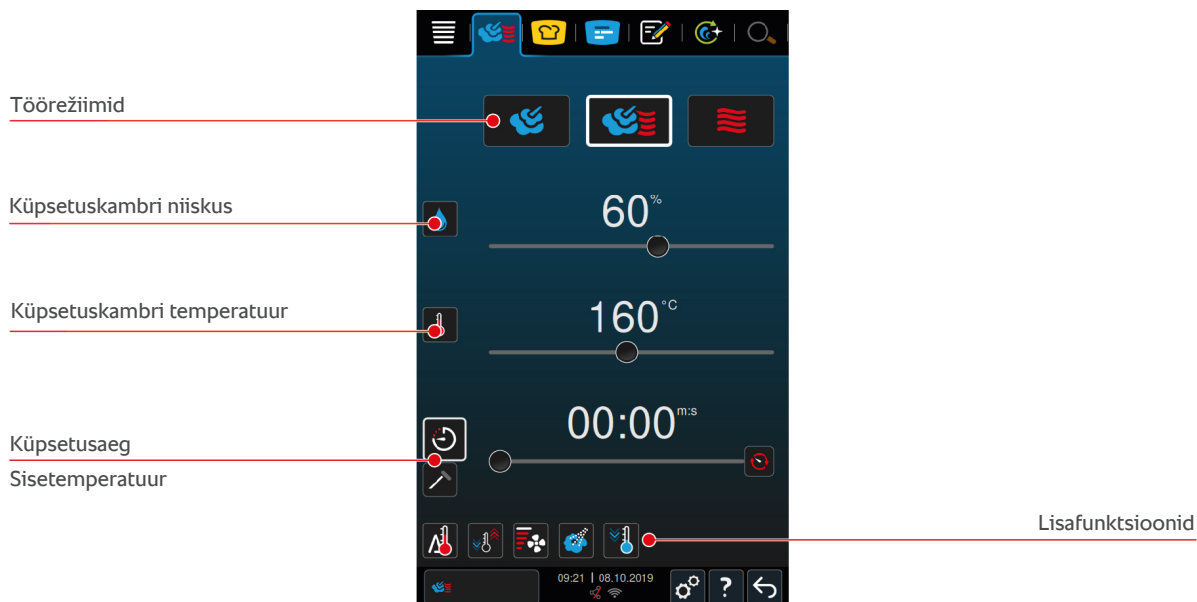 Töörežiimid
Küpsetuskambri niiskus
60%
Küpsetuskambri temperatuur
160°C
00:00 m:s
Küpsetusaeg
Sisetemperatuur
Lisafunktsioonid
09:21 | 08.10.2019
?